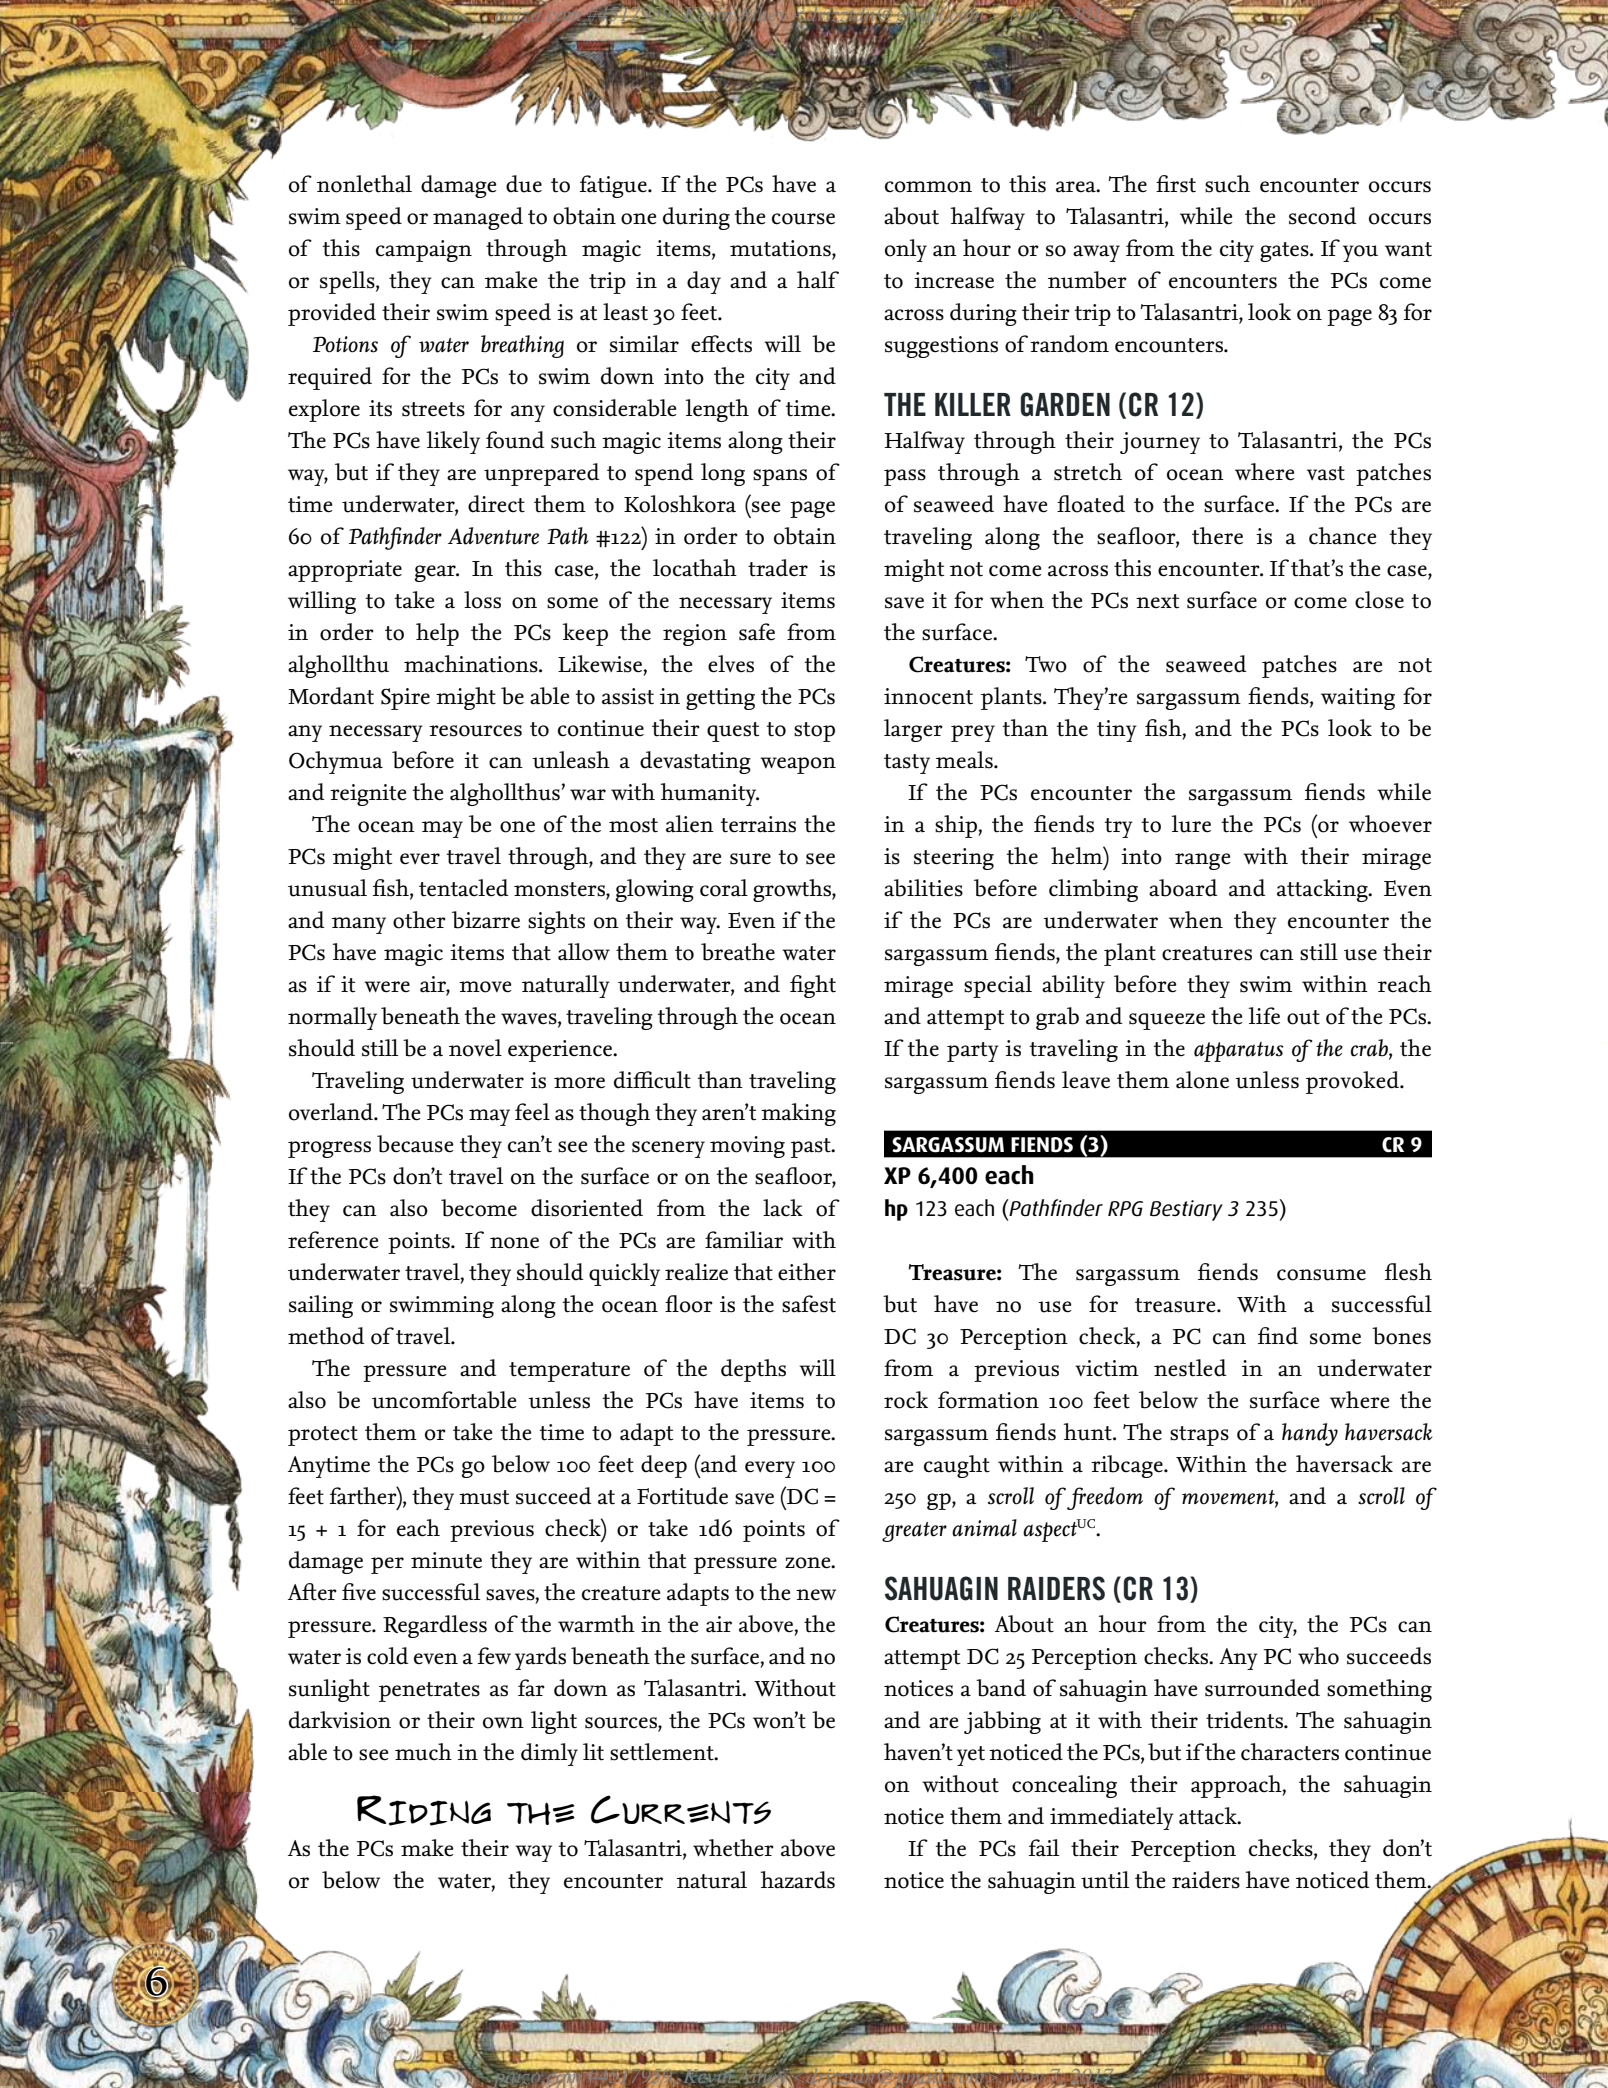 of nonlethal damage due to fatigue. If the PCs have a
swim speed or managed to obtain one during the course
of this campaign through magic items, mutations,
or spells, they can make the trip in a day and a half
provided their swim speed is at least 30 feet.
Potions of water breathing or similar effects will be
required for the PCs to swim down into the city and
explore its streets for any considerable length of time.
The PCs have likely found such magic items along their
way, but if they are unprepared to spend long spans of
time underwater, direct them to Koloshkora (see page
60 of Pathfinder Adventure Path #122) in order to obtain
appropriate gear. In this case, the locathah trader is
willing to take a loss on some of the necessary items
in order to help the PCs keep the region safe from
alghollthu machinations. Likewise, the elves of the
Mordant Spire might be able to assist in getting the PCs
any necessary resources to continue their quest to stop
Ochymua before it can unleash a devastating weapon
and reignite the alghollthus' war with humanity.
The ocean may be one of the most alien terrains the
PCs might ever travel through, and they are sure to see
unusual fish, tentacled monsters, glowing coral growths,
and many other bizarre sights on their way. Even if the
PCs have magic items that allow them to breathe water
as if it were air, move naturally underwater, and fight
normally beneath the waves, traveling through the ocean
should still be a novel experience.
Traveling underwater is more difficult than traveling
overland. The PCs may feel as though they aren't making
progress because they can't see the scenery moving past.
If the PCs don't travel on the surface or on the seafloor,
they can also become disoriented from the lack of
reference points. If none of the PCs are familiar with
underwater travel, they should quickly realize that either
sailing or swimming along the ocean floor is the safest
method of travel.
The pressure and temperature of the depths will
also be uncomfortable unless the PCs have items to
protect them or take the time to adapt to the pressure.
Anytime the PCs go below 100 feet deep (and every 100
feet farther), they must succeed at a Fortitude save (DC =
15 + 1 for each previous check) or take 1d6 points of
damage per minute they are within that pressure zone.
After five successful saves, the creature adapts to the new
pressure. Regardless of the warmth in the air above, the
water is cold even a few yards beneath the surface, and no
sunlight penetrates as far down as Talasantri. Without
darkvision or their own light sources, the PCs won't be
able to see much in the dimly lit settlement.
Riding the Currents
As the PCs make their way to Talasantri, whether above
or below the water, they encounter natural hazards
common to this area. The first such encounter occurs
about halfway to Talasantri, while the second occurs
only an hour or so away from the city gates. If you want
to increase the number of encounters the PCs come
across during their trip to Talasantri, look on page 83 for
suggestions of random encounters.
THE KILLER GARDEN (CR 12)
Halfway through their journey to Talasantri, the PCs
pass through a stretch of ocean where vast patches
of seaweed have floated to the surface. If the PCs are
traveling along the seafloor, there is a chance they
might not come across this encounter. If that's the case,
save it for when the PCs next surface or come close to
the surface.
Creatures: Two of the seaweed patches are not
innocent plants. They're sargassum fiends, waiting for
larger prey than the tiny fish, and the PCs look to be
tasty meals.
If the PCs encounter the sargassum fiends while
in a ship, the fiends try to lure the PCs (or whoever
is steering the helm) into range with their mirage
abilities before climbing aboard and attacking. Even
if the PCs are underwater when they encounter the
sargassum fiends, the plant creatures can still use their
mirage special ability before they swim within reach
and attempt to grab and squeeze the life out of the PCs.
If the party is traveling in the apparatus of the crab, the
sargassum fiends leave them alone unless provoked.
SARGASSUM FIENDS (3) CR 9
XP 6,400 each
hp 123 each (Pathfinder RPG Bestiary 3 235)
Treasure: The sargassum fiends consume flesh
but have no use for treasure. With a successful
DC 30 Perception check, a PC can find some bones
from a previous victim nestled in an underwater
rock formation 100 feet below the surface where the
sargassum fiends hunt. The straps of a handy haversack
are caught within a ribcage. Within the haversack are
250 gp, a scroll of freedom of movement, and a scroll of
greater animal aspectUC.
SAHUAGIN RAIDERS (CR 13)
Creatures: About an hour from the city, the PCs can
attempt DC 25 Perception checks. Any PC who succeeds
notices a band of sahuagin have surrounded something
and are jabbing at it with their tridents. The sahuagin
haven't yet noticed the PCs, but if the characters continue
on without concealing their approach, the sahuagin
notice them and immediately attack.
If the PCs fail their Perception checks, they don't
notice the sahuagin until the raiders have noticed them.
6